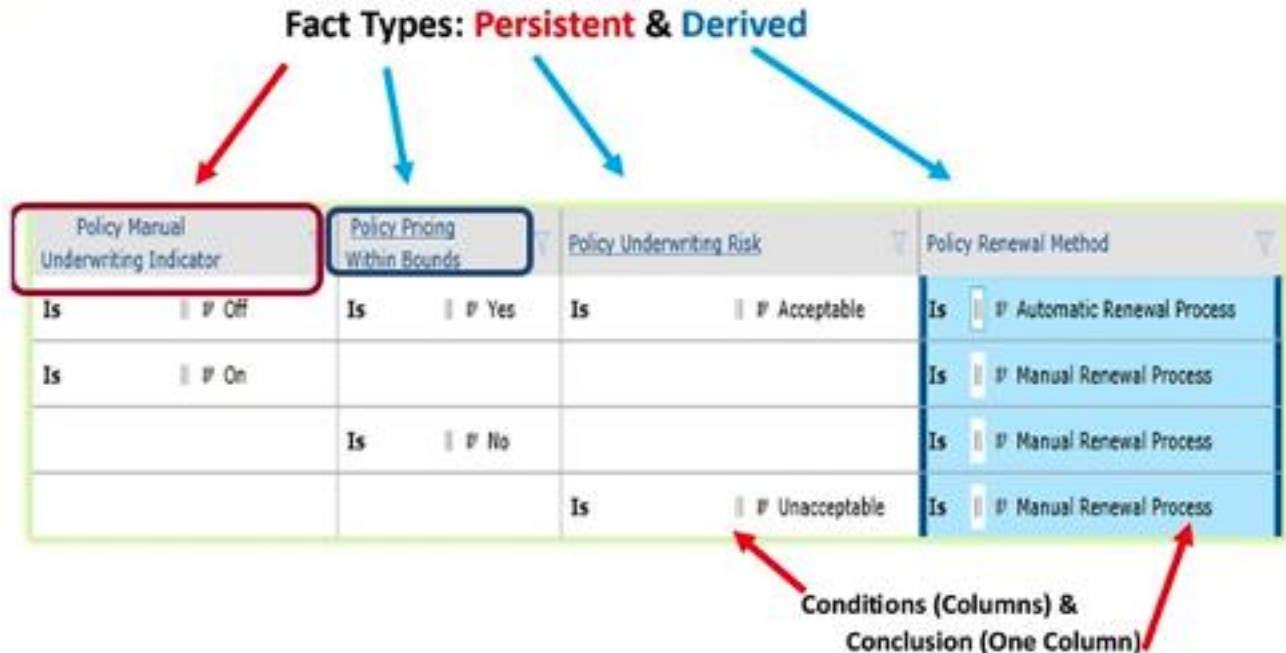 Fact Types: Persistent & Derived
Policy Manual
Underwriting Indicator
Policy Pricing
Within Bounds
Policy Underwriting Risk
Policy Renewal Method
Is Off Is Yes Is Acceptable Is Automatic Renewal Process
Is On Is Manual Renewal Process
Is No Is Manual Renewal Process
Is Unacceptable Is Manual Renewal Process
Conditions (Columns) &
Conclusion (One Column)